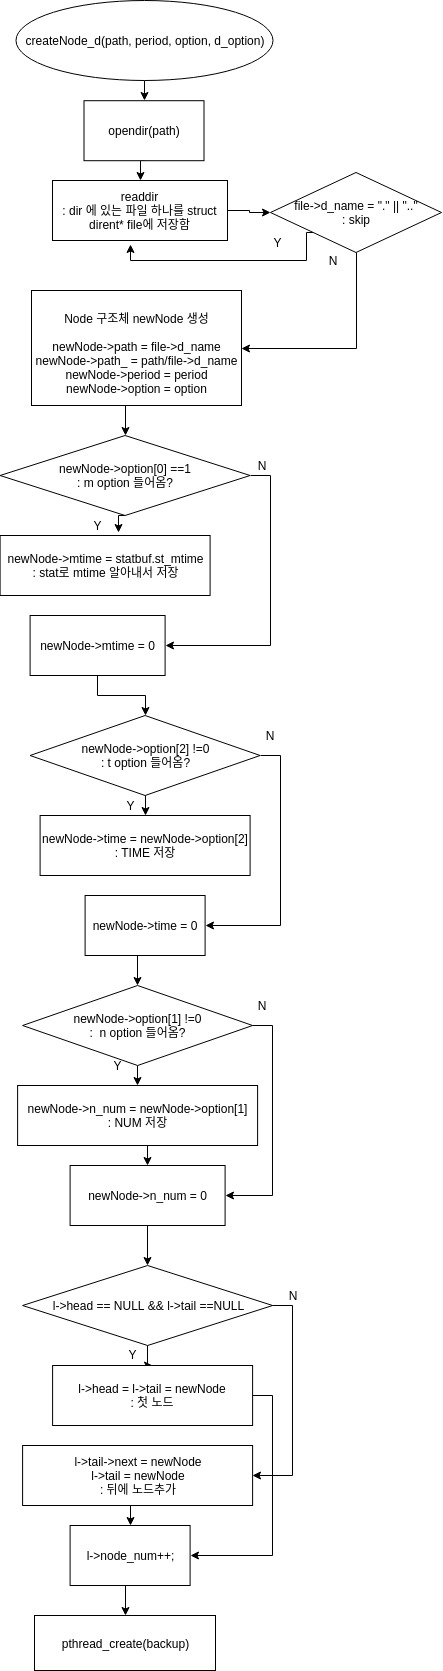 createNode_d(path, period, option, d_option)
opendir(path)
readdir
: dir 에 있는 파일 하나를 struct
dirent* file에 저장함
file->d_name = "." || ".."
: skip
Y
N
Node 구조체 newNode 생성
newNode->path = file->d_name
newNode->path_ = path/file->d_name
newNode->period = period
newNode->option = option
newNode->option[0] ==1
: m option 들어옴?
N
Y
newNode->mtime = statbuf.st_mtime
: stat로 mtime 알아내서 저장
newNode->mtime = 0
newNode->option[2] !=0
: t option 들어옴?
N
Y
newNode->time = newNode->option[2]
: TIME 저장
newNode->time = 0
newNode->option[1] !=0
: n option 들어옴?
N
Y
newNode->n_num = newNode->option[1]
: NUM 저장
newNode->n_num = 0
l->head == NULL && l->tail ==NULL
N
Y
l->head = l->tail = newNode
: 첫 노드
l->tail->next = newNode
l->tail = newNode
: 뒤에 노드추가
l->node_num++;
pthread_create(backup)